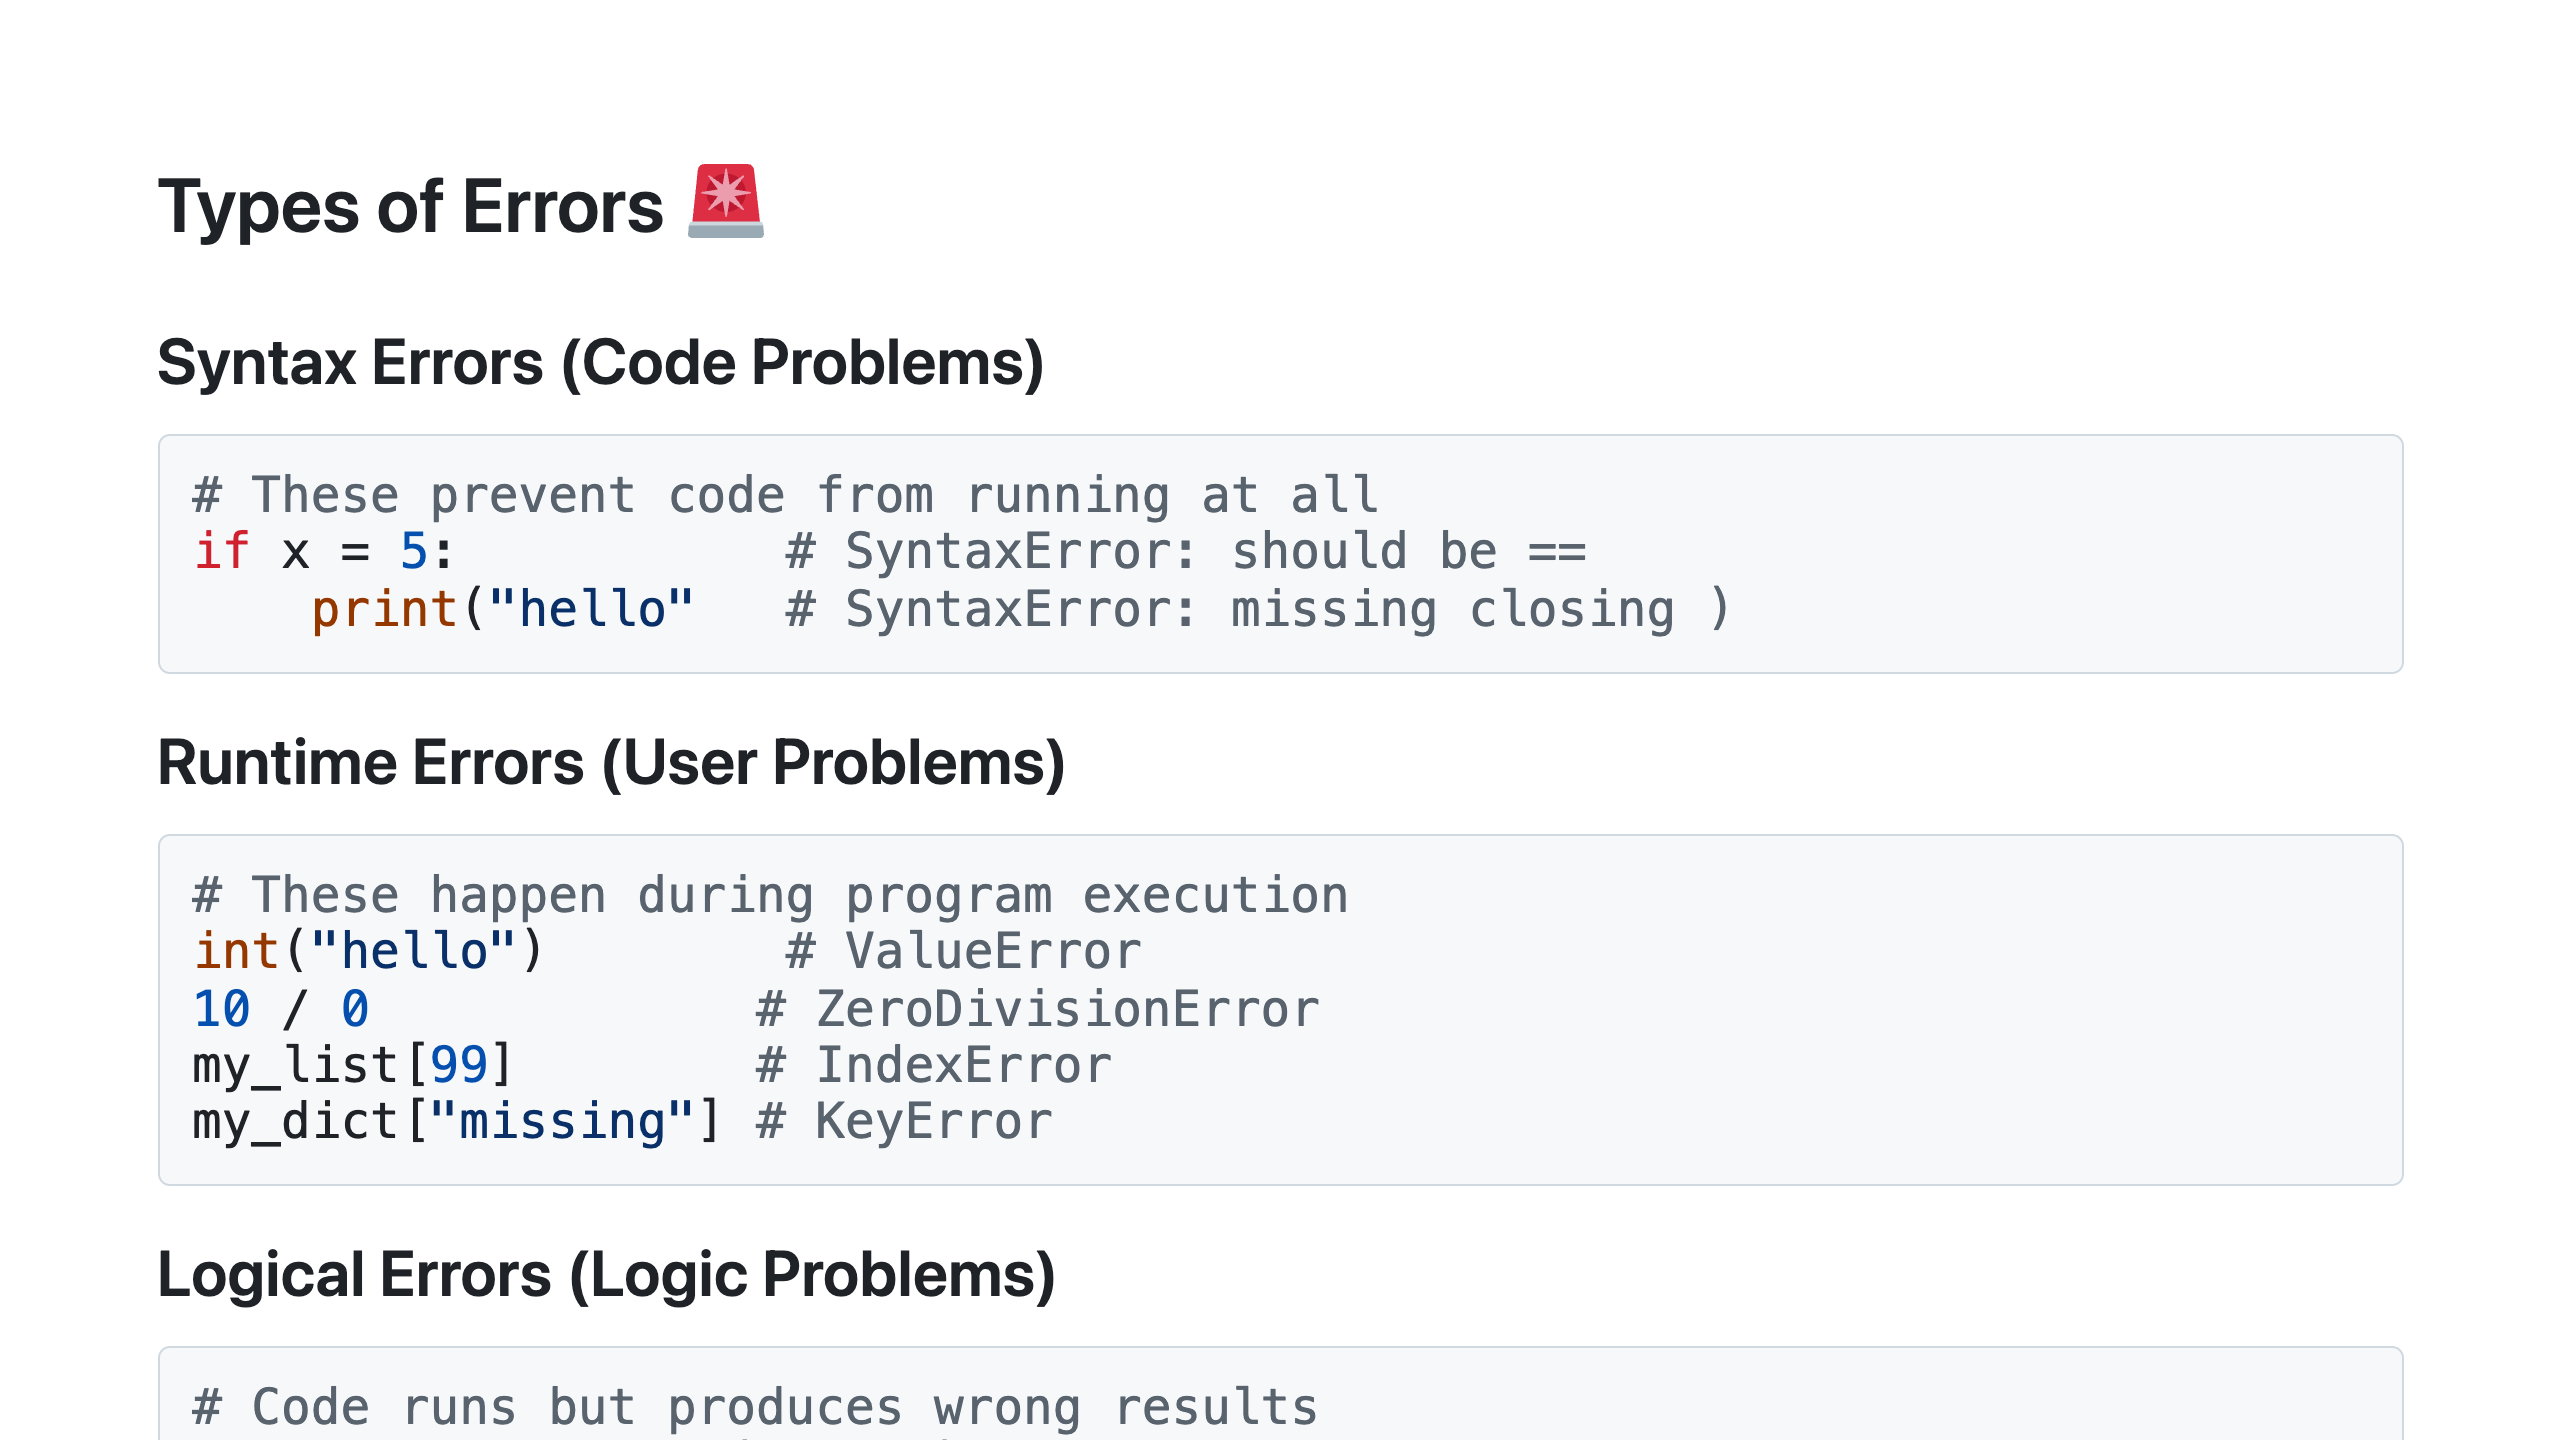 Types of Errors 🚨
Syntax Errors (Code Problems)
# These prevent code from running at all
if x = 5:           # SyntaxError: should be ==
    print("hello"   # SyntaxError: missing closing )
Runtime Errors (User Problems)
# These happen during program execution
int("hello")        # ValueError
10 / 0             # ZeroDivisionError
my_list[99]        # IndexError
my_dict["missing"] # KeyError
Logical Errors (Logic Problems)
# Code runs but produces wrong results